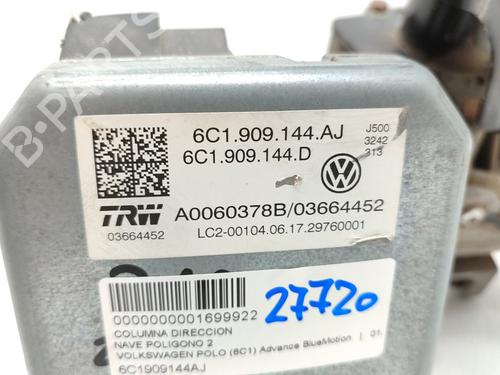 6C1.909.144.AJ
6C1.909.144.D
J500
3242
313
TRW
03664452
A0060378B/03664452
LC2-00104.06.17.29760001
0000000001699922
27720
COLUMNA DIRECCION
NAVE POLIGONO 2
VOLKSWAGEN POLO (6C1) Advance BlueMotion | 01.
6C1909144AJ